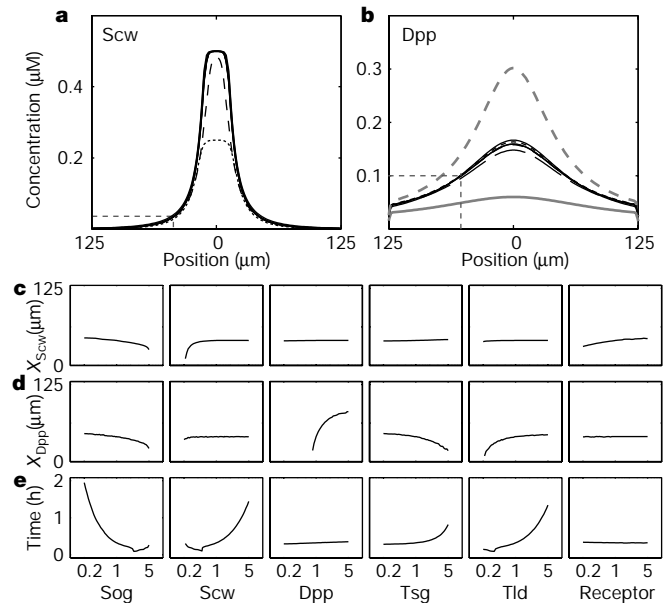 a
Scw
b
Dpp
Concentration (μM)
0.4
0.2
0.3
0.2
0.1
125
0
125
125
0
125
Position (μm)
Position (μm)
c
125
XScw(μm)
0
d
125
XDpp(μm)
0
e
2
Time (h)
1
0
0.2 1 5
0.2 1 5
0.2 1 5
0.2 1 5
0.2 1 5
0.2 1 5
Sog
Scw
Dpp
Tsg
Tld
Receptor